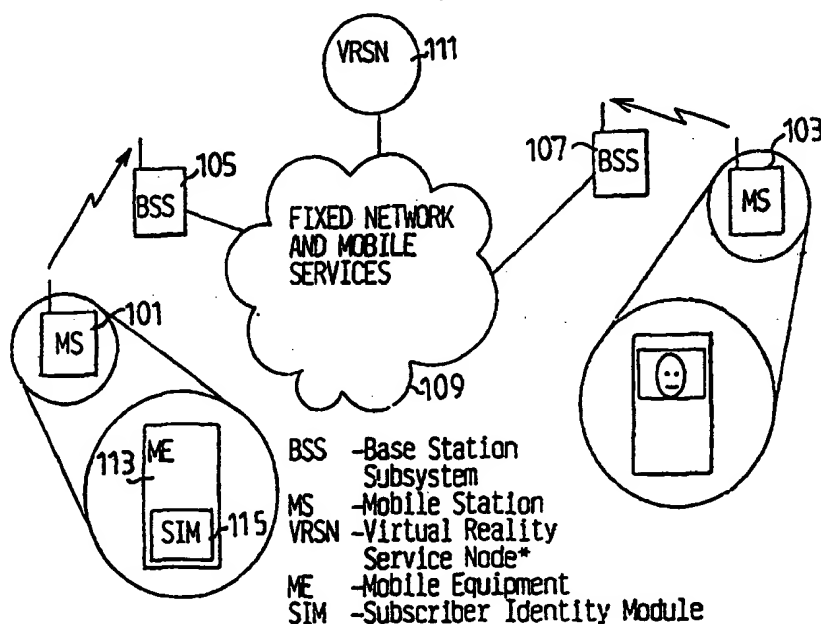 VRSN 111
105
BSS
107
BSS
103
MS
FIXED NETWORK
AND MOBILE
SERVICES
101
MS
109
113
ME
SIM
115
BSS -Base Station
Subsystem
MS -Mobile Station
VRSN -Virtual Reality
Service Node*
ME -Mobile Equipment
SIM -Subscriber Identity Module